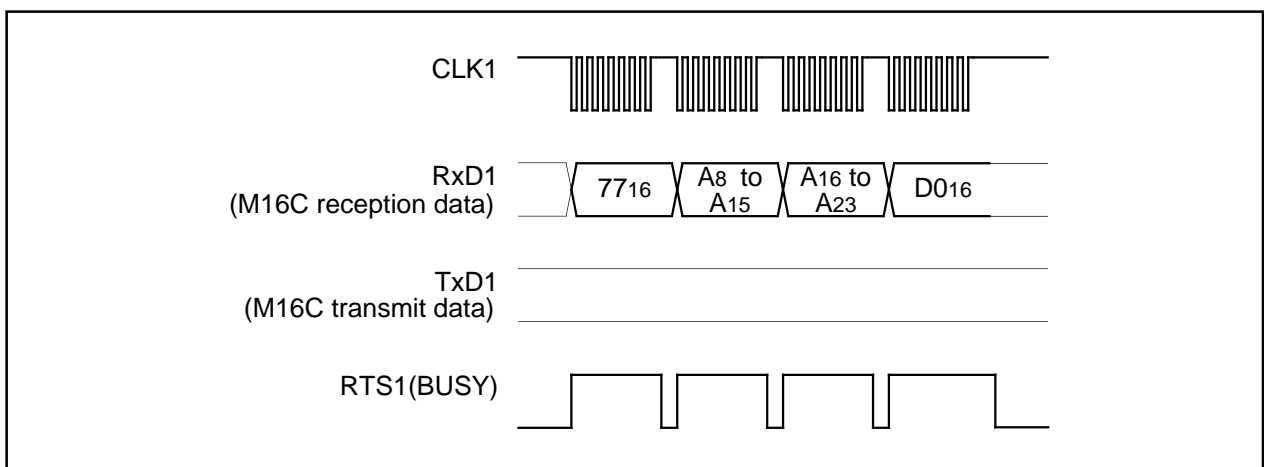 CLK1
RxD1
(M16C reception data)
7716
A8 to
A15
A16 to
A23
D016
TxD1
(M16C transmit data)
RTS1(BUSY)